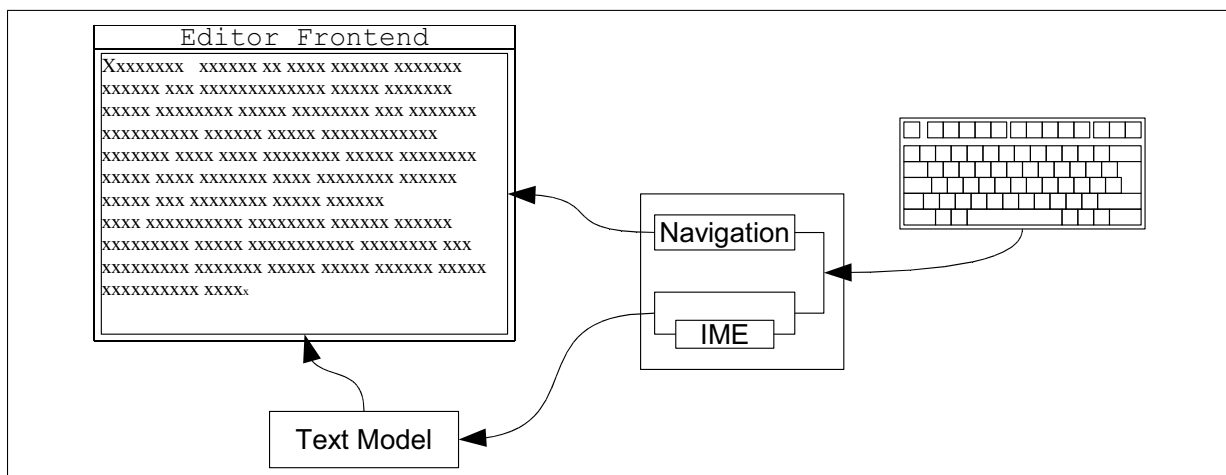 Editor Frontend
Xxxxxxxx xxxxxx xx xxxx xxxxxx xxxxxxx
xxxxxx xxx xxxxxxxxxxxxx xxxxx xxxxxxx
xxxxx xxxxxxxx xxxxx xxxxxxxx xxx xxxxxxx
xxxxxxxxxx xxxxxx xxxxx xxxxxxxxxxxx
xxxxxxx xxxx xxxx xxxxxxxx xxxxx xxxxxxxx
xxxxx xxxx xxxxxxx xxxx xxxxxxxx xxxxxx
xxxxx xxx xxxxxxxx xxxxx xxxxxx
xxxx xxxxxxxxxx xxxxxxxx xxxxxx xxxxxx
xxxxxxxxx xxxxx xxxxxxxxxxx xxxxxxxx xxx
xxxxxxxxx xxxxxxx xxxxx xxxxx xxxxxx xxxxx
xxxxxxxxxx xxxxx
Navigation
IME
Text Model